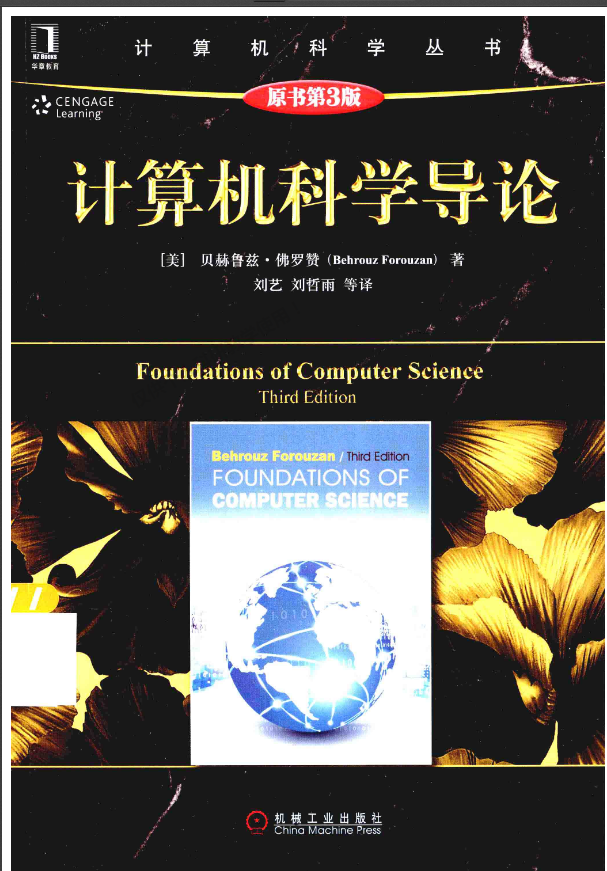 HZ BOOKS
华章教育
计算机科学丛书
CENGAGE
Learning
原书第3版
计算机科学导论
[美] 贝赫鲁兹·佛罗赞 (Behrouz Forouzan) 著
刘艺 刘哲雨 等译
Foundations of Computer Science
Third Edition
Behrouz Forouzan / Third Edition
FOUNDATIONS OF
COMPUTER SCIENCE
1010
机械工业出版社
China Machine Press